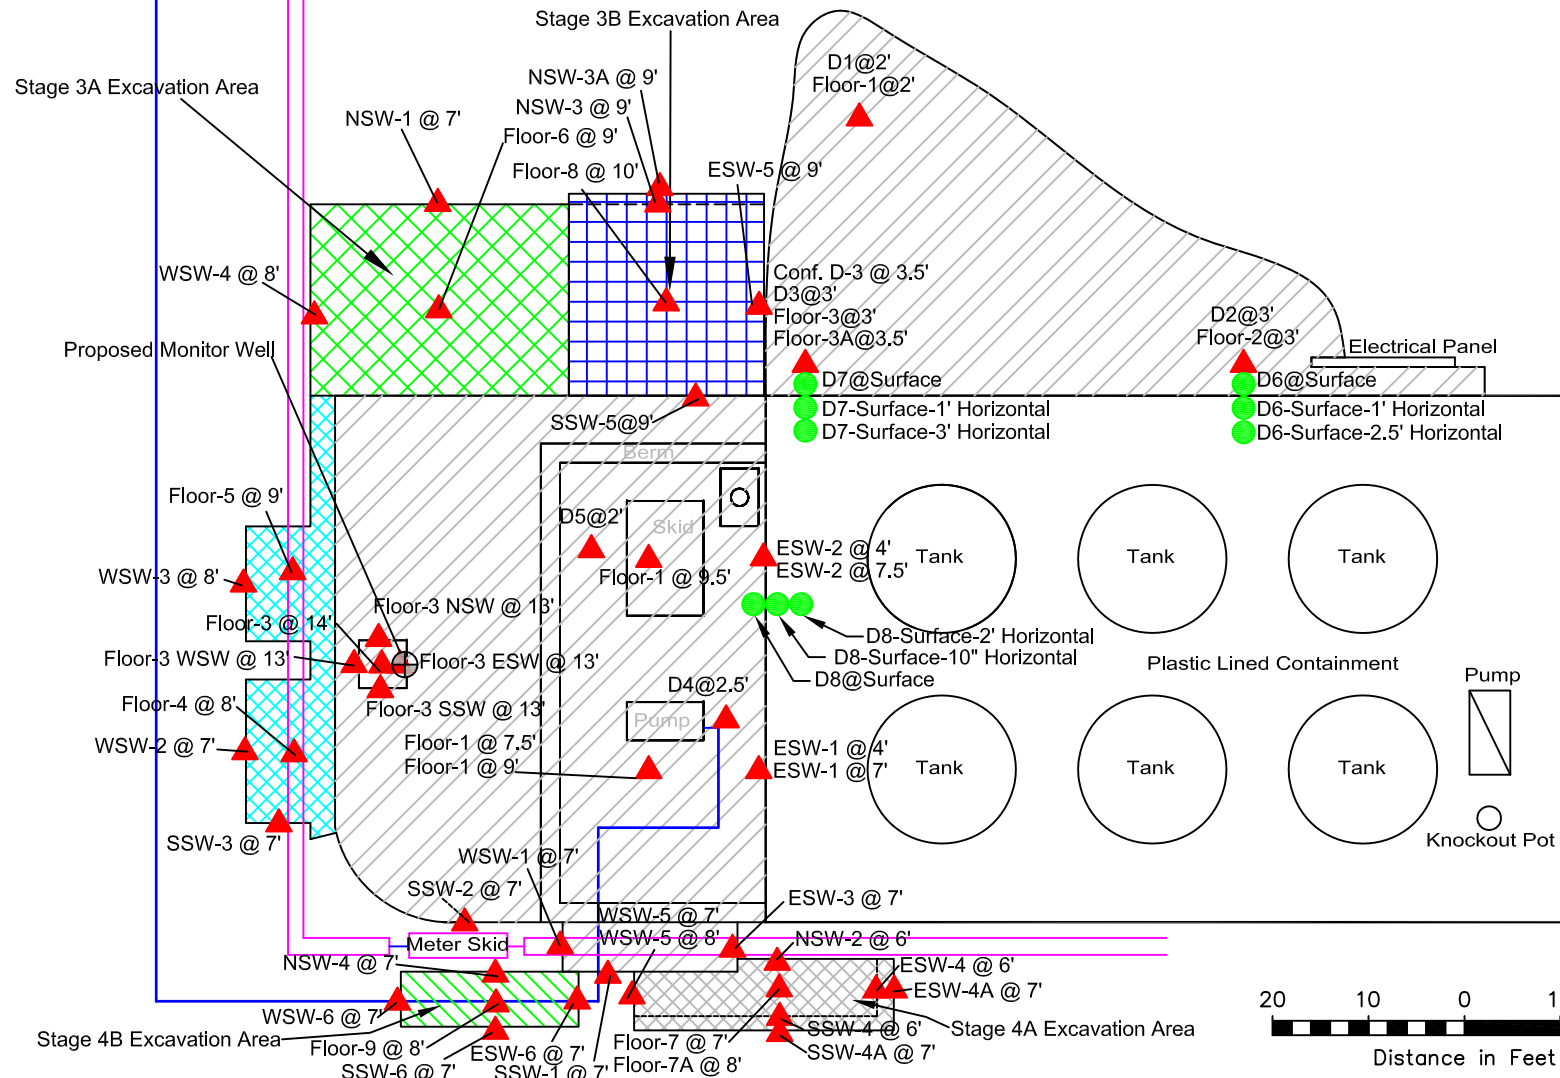 Stage 3B Excavation Area
D1@2'
Floor-1@2'
NSW-3A @ 9'
Stage 3A Excavation Area
NSW-3 @ 9'
NSW-1 @ 7'
Floor-6 @ 9'
Floor-8 @ 10'
ESW-5 @ 9'
WSW-4 @ 8'
Conf. D-3 @ 3.5'
D3@3'
Floor-3@3'
Floor-3A@3.5'
D2@3'
Floor-2@3'
Proposed Monitor Well
Electrical Panel
D7@Surface
D7-Surface-1' Horizontal
D7-Surface-3' Horizontal
D6@Surface
D6-Surface-1' Horizontal
D6-Surface-2.5' Horizontal
SSW-5@9'
Berm
Floor-5 @ 9'
D5@2'
Skid
Floor-1 @ 9.5'
ESW-2 @ 4'
ESW-2 @ 7.5'
Tank
Tank
Tank
WSW-3 @ 8'
Floor-3 NSW @ 13'
Floor-3 @ 14'
Floor-3 WSW @ 13'
Floor-3 ESW @ 13'
D8-Surface-2' Horizontal
D8-Surface-10" Horizontal
D8@Surface
Plastic Lined Containment
Pump
Floor-4 @ 8'
Floor-3 SSW @ 13'
D4@2.5'
Pump
WSW-2 @ 7'
Floor-1 @ 7.5'
Floor-1 @ 9'
ESW-1 @ 4'
ESW-1 @ 7'
Tank
Tank
Tank
SSW-3 @ 7'
Knockout Pot
WSW-1 @ 7'
SSW-2 @ 7'
ESW-3 @ 7'
WSW-5 @ 7'
WSW-5 @ 8'
Meter Skid
NSW-2 @ 6'
NSW-4 @ 7'
ESW-4 @ 6'
ESW-4A @ 7'
WSW-6 @ 7'
Stage 4B Excavation Area
Floor-9 @ 8'
SSW-6 @ 7'
ESW-6 @ 7'
SSW-1 @ 7'
Floor-7 @ 7'
Floor-7A @ 8'
SSW-4 @ 6'
SSW-4A @ 7'
Stage 4A Excavation Area
20 10 0 1
Distance in Feet